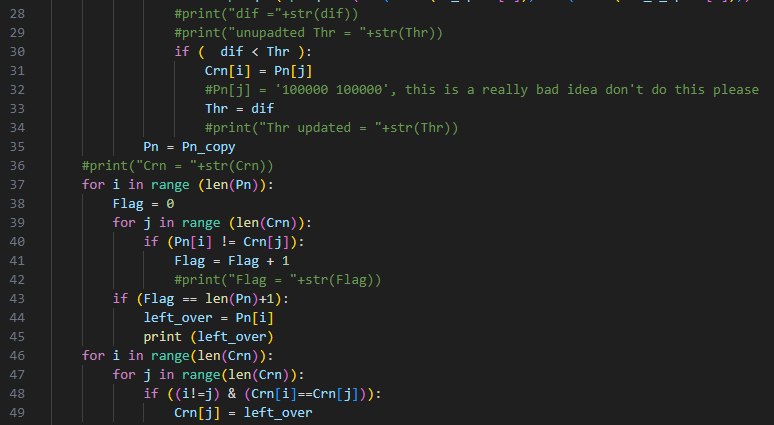 28 #print("dif ="+str(dif))
29 #print("unupadted Thr = "+str(Thr))
30 if (  dif < Thr ):
31 Crn[i] = Pn[j]
32 #Pn[j] = '100000 100000', this is a really bad idea don't do this please
33 Thr = dif
34 #print("Thr updated = "+str(Thr))
35 Pn = Pn_copy
36 #print("Crn = "+str(Crn))
37 for i in range (len(Pn)):
38 Flag = 0
39 for j in range (len(Crn)):
40 if (Pn[i] != Crn[j]):
41 Flag = Flag + 1
42 #print("Flag = "+str(Flag))
43 if (Flag == len(Pn)+1):
44 left_over = Pn[i]
45 print (left_over)
46 for i in range(len(Crn)):
47 for j in range(len(Crn)):
48 if ((i!=j) & (Crn[i]==Crn[j])):
49 Crn[j] = left_over